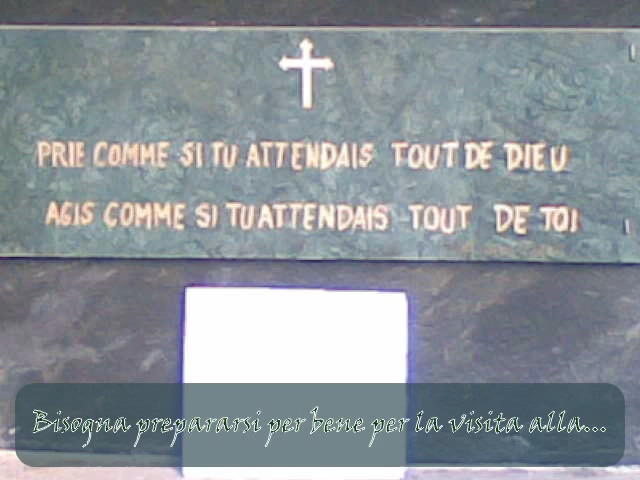 PRIE COMME SI TU ATTENDAIS TOUT DE DIEU
AGIS COMME SI TU ATTENDAIS TOUT DE TOI
Bisogna prepararsi per bene per la visita alla...